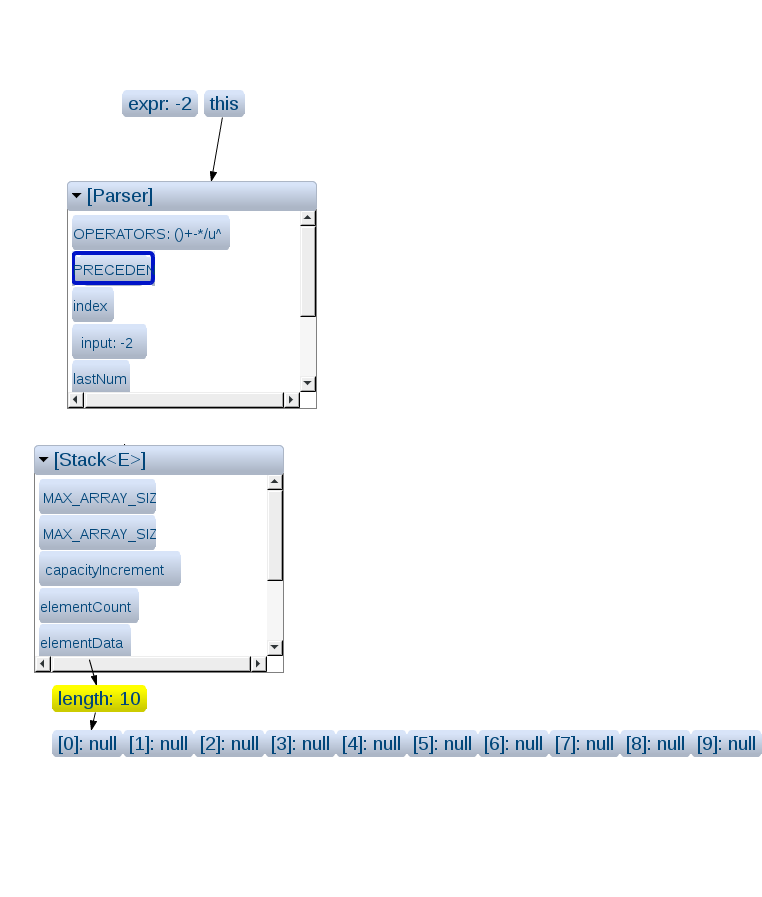 expr: -2 this
[Parser]
OPERATORS: ()+-*/u^
PRECEDEN
index
input: -2
lastNum
[Stack<E>]
MAX_ARRAY_SIZ
MAX_ARRAY_SIZ
capacityIncrement
elementCount
elementData
length: 10
[0]: null [1]: null [2]: null [3]: null [4]: null [5]: null [6]: null [7]: null [8]: null [9]: null